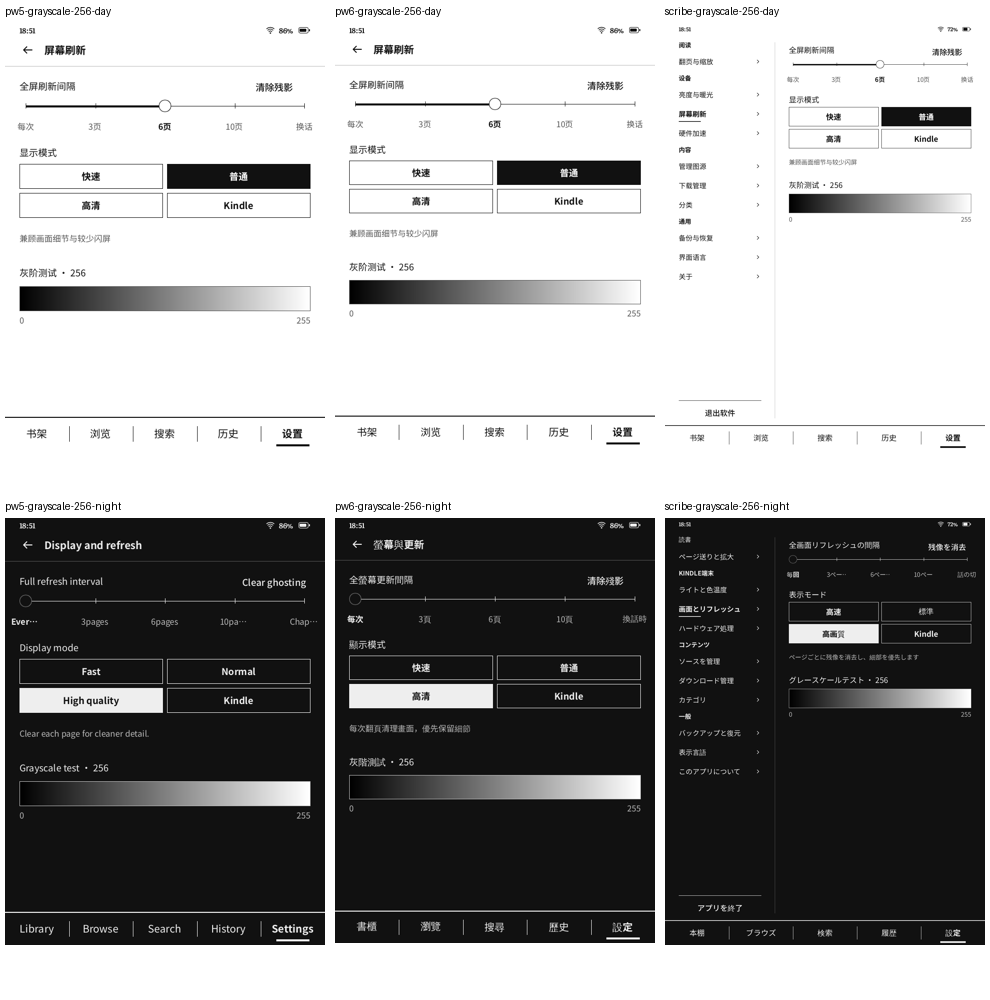 pw5-grayscale-256-day
18:51
86%
← 屏幕刷新
全屏刷新间隔
清除残影
每次 3页 6页 10页 换话
显示模式
快速 普通
高清 Kindle
兼顾画面细节与较少闪屏
灰阶测试 · 256
0 255
书架 浏览 搜索 历史 设置
pw6-grayscale-256-day
18:51
86%
← 屏幕刷新
全屏刷新间隔
清除残影
每次 3页 6页 10页 换话
显示模式
快速 普通
高清 Kindle
兼顾画面细节与较少闪屏
灰阶测试 · 256
0 255
书架 浏览 搜索 历史 设置
scribe-grayscale-256-day
18:51
72%
阅读
翻页与缩放
设备
亮度与暖光
屏幕刷新
硬件加速
内容
管理图源
下载管理
分类
通用
备份与恢复
界面语言
关于
退出软件
全屏刷新间隔
清除残影
每次 3页 6页 10页 换话
显示模式
快速 普通
高清 Kindle
兼顾画面细节与较少闪屏
灰阶测试 · 256
0 255
书架 浏览 搜索 历史 设置
pw5-grayscale-256-night
18:51
86%
← Display and refresh
Full refresh interval
Clear ghosting
Ever… 3pages 6pages 10pa… Chap…
Display mode
Fast Normal
High quality Kindle
Clear each page for cleaner detail.
Grayscale test · 256
0 255
Library Browse Search History Settings
pw6-grayscale-256-night
18:51
86%
← 螢幕與更新
全螢幕更新間隔
清除殘影
每次 3頁 6頁 10頁 換話時
顯示模式
快速 普通
高清 Kindle
每次翻頁清理畫面，優先保留細節
灰階測試 · 256
0 255
書櫃 瀏覽 搜尋 歷史 設定
scribe-grayscale-256-night
18:51
72%
読書
ページ送りと拡大
KINDLE端末
ライトと色温度
画面とリフレッシュ
ハードウェア処理
コンテンツ
ソースを管理
ダウンロード管理
カテゴリ
一般
バックアップと復元
表示言語
このアプリについて
アプリを終了
全画面リフレッシュの間隔
残像を消去
毎回 3ペー… 6ペー… 10ペー 話の切
表示モード
高速 標準
高画質 Kindle
ページごとに残像を消去し、細部を優先します
グレースケールテスト · 256
0 255
本棚 ブラウズ 検索 履歴 設定